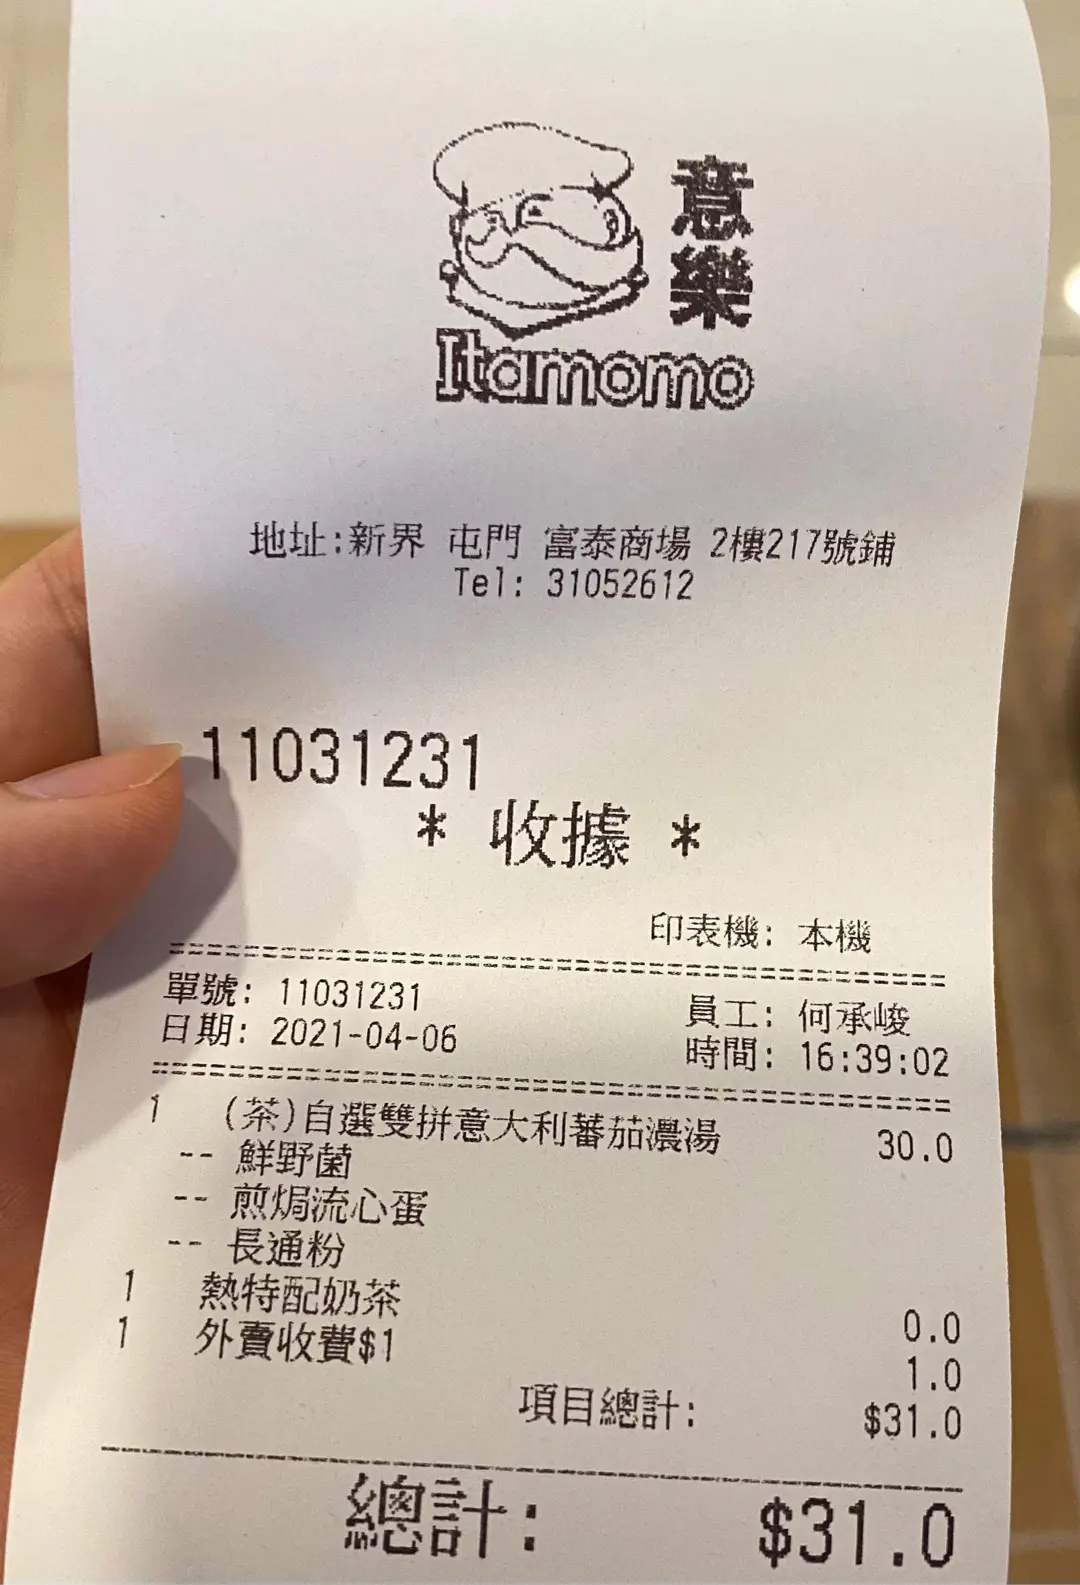 意樂
Itamomo
地址:新界 屯門 富泰商場 2樓217號鋪
Tel: 31052612
11031231
* 收據 *
印表機: 本機
單號: 11031231 員工: 何承峻
日期: 2021-04-06 時間: 16:39:02
1 (茶)自選雙拼意大利蕃茄濃湯 30.0
-- 鮮野菌
-- 煎焗流心蛋
-- 長通粉
1 熱特配奶茶 0.0
1 外賣收費$1 1.0
項目總計: $31.0
總計: $31.0